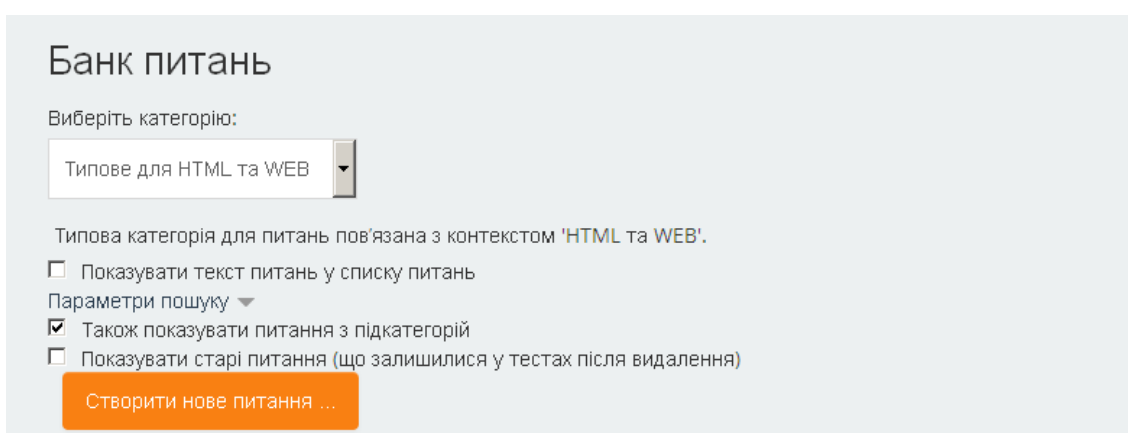 Банк питань
Виберіть категорію:
Типове для HTML та WEB
Типова категорія для питань пов'язана з контекстом 'HTML та WEB'.
Показувати текст питань у списку питань
Параметри пошуку
Також показувати питання з підкатегорій
Показувати старі питання (що залишилися у тестах після видалення)
Створити нове питання ...